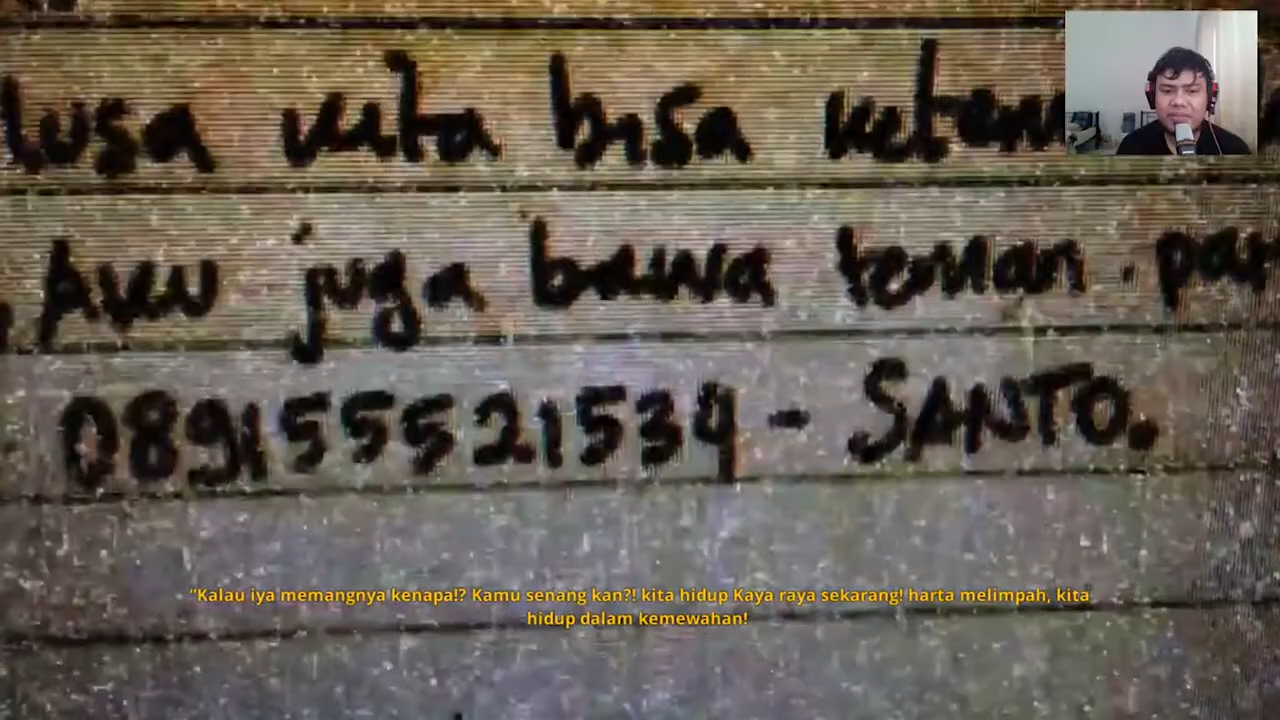 lusa kita bisa
Aku juga bawa teman.
089155521534 - SANTO.
"Kalau iya memangnya kenapa!? Kamu senang kan?! kita hidup Kaya raya sekarang! harta melimpah, kita
hidup dalam kemewahan!